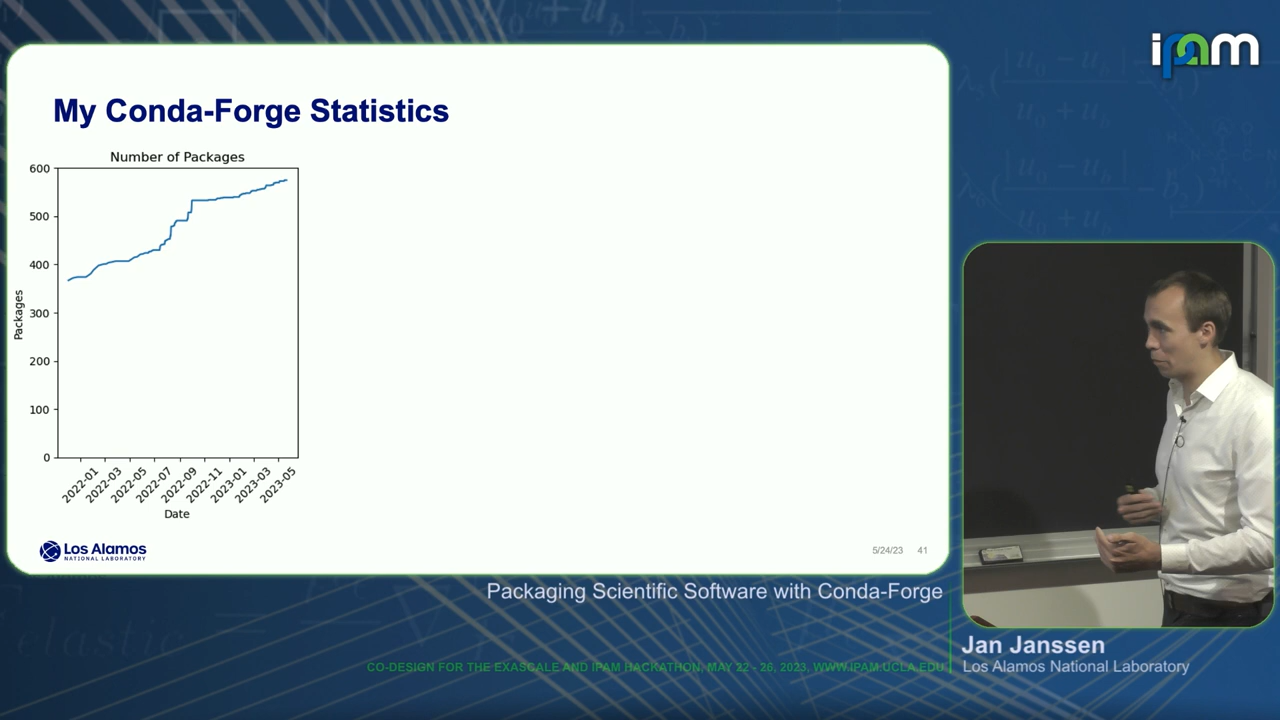 ipam
My Conda-Forge Statistics
Number of Packages
600
500
400
300
200
100
0
Packages
2022-01
2022-03
2022-05
2022-07
2022-09
2022-11
2023-01
2023-03
2023-05
Date
Los Alamos
NATIONAL LABORATORY
5/24/23 41
Packaging Scientific Software with Conda-Forge
Jan Janssen
Los Alamos National Laboratory
CO-DESIGN FOR THE EXASCALE AND IPAM HACKATHON, MAY 22 - 26, 2023, WWW.IPAM.UCLA.EDU
elastic